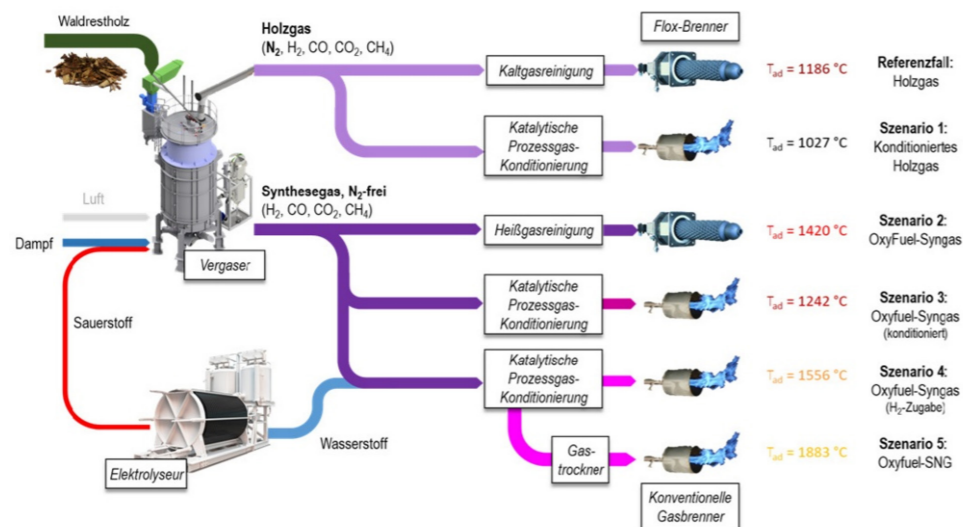 Waldrestholz
Holzgas
(N₂, H₂, CO, CO₂, CH₄)
Flox-Brenner
Kaltgasreinigung
T_ad = 1186 °C
Referenzfall:
Holzgas
Katalytische
Prozessgas-
Konditionierung
T_ad = 1027 °C
Szenario 1:
Konditioniertes
Holzgas
Synthesegas, N₂-frei
(H₂, CO, CO₂, CH₄)
Luft
Dampf
Vergaser
Heißgasreinigung
T_ad = 1420 °C
Szenario 2:
OxyFuel-Syngas
Sauerstoff
Katalytische
Prozessgas-
Konditionierung
T_ad = 1242 °C
Szenario 3:
Oxyfuel-Syngas
(konditioniert)
Katalytische
Prozessgas-
Konditionierung
T_ad = 1556 °C
Szenario 4:
Oxyfuel-Syngas
(H₂-Zugabe)
Wasserstoff
Elektrolyseur
Gas-
trockner
T_ad = 1883 °C
Szenario 5:
Oxyfuel-SNG
Konventionelle
Gasbrenner